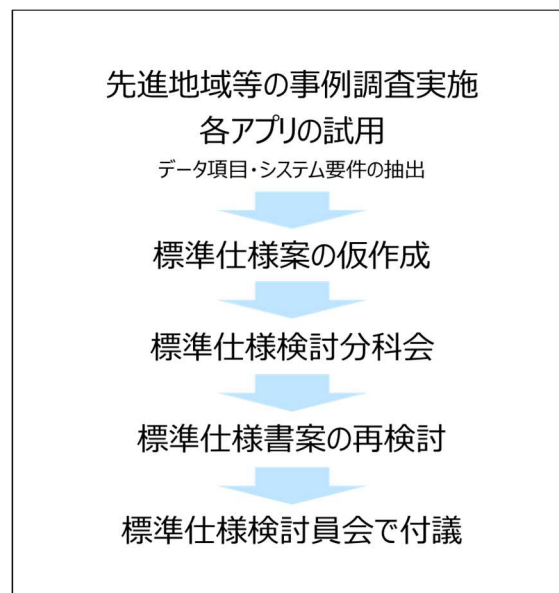 先進地域等の事例調査実施
各アプリの試用
データ項目・システム要件の抽出
標準仕様案の仮作成
標準仕様検討分科会
標準仕様書案の再検討
標準仕様検討員会で付議